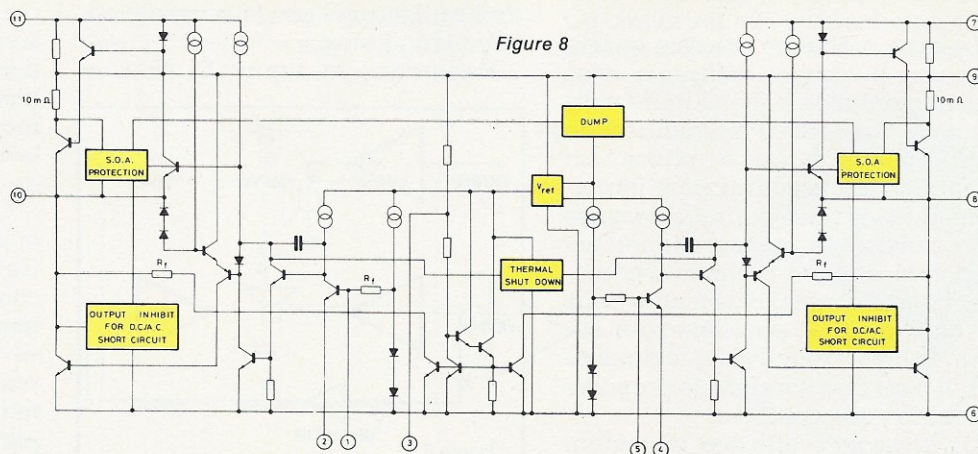 Figure 8
11
7
9
10mΩ
10mΩ
DUMP
S.O.A.
PROTECTION
S.O.A.
PROTECTION
Vref
10
8
Rf
Rf
Rf
THERMAL
SHUT DOWN
OUTPUT INHIBIT
FOR D.C./A.C.
SHORT CIRCUIT
OUTPUT INHIBIT
FOR D.C./AC.
SHORT CIRCUIT
6
2
1
3
5
4